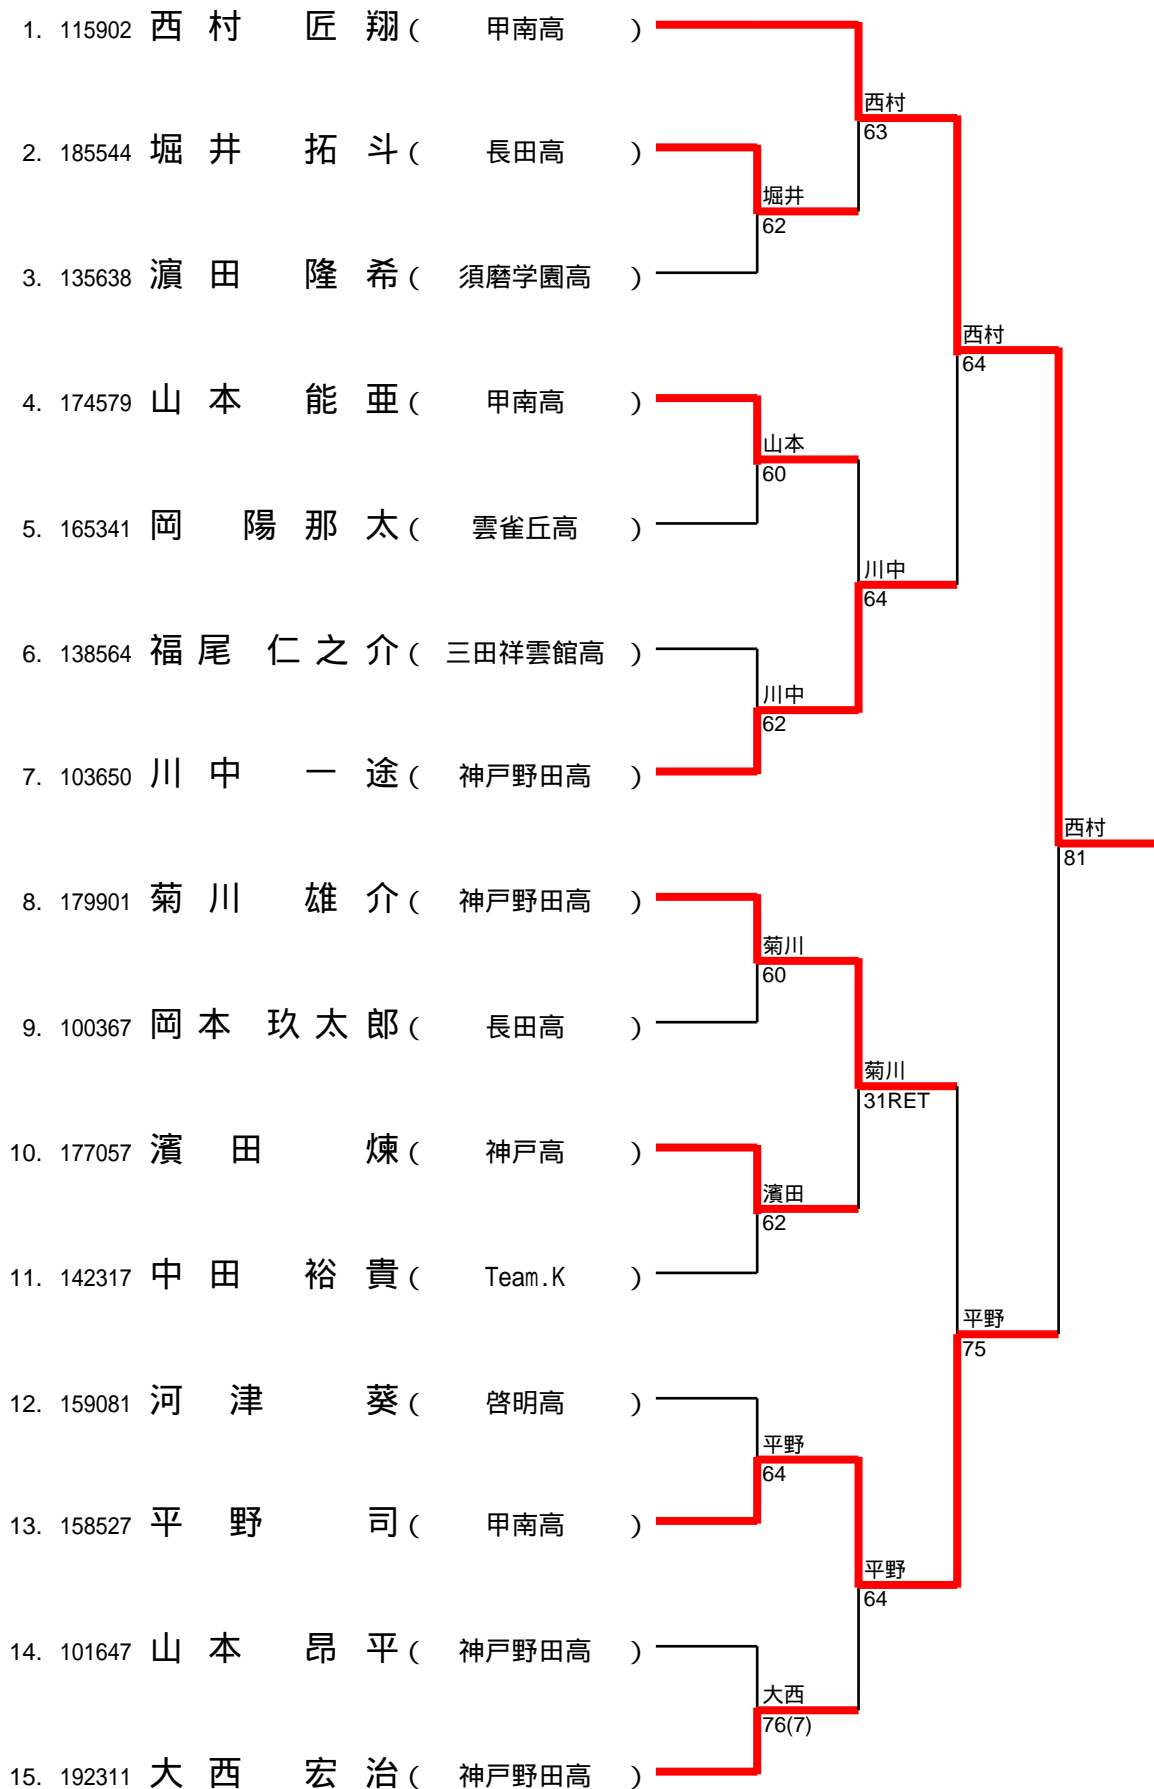 1. 115902 西村 匠翔 ( 甲南高 )
西村
63
2. 185544 堀井 拓斗 ( 長田高 )
堀井
62
3. 135638 濵田 隆希 ( 須磨学園高 )
西村
64
4. 174579 山本 能亜 ( 甲南高 )
山本
60
5. 165341 岡 陽那太 ( 雲雀丘高 )
川中
64
6. 138564 福尾 仁之介 ( 三田祥雲館高 )
川中
62
7. 103650 川中 一途 ( 神戸野田高 )
西村
81
8. 179901 菊川 雄介 ( 神戸野田高 )
菊川
60
9. 100367 岡本 玖太郎 ( 長田高 )
菊川
31RET
10. 177057 濱田 煉 ( 神戸高 )
濱田
62
11. 142317 中田 裕貴 ( Team.K )
平野
75
12. 159081 河津 葵 ( 啓明高 )
平野
64
13. 158527 平野 司 ( 甲南高 )
平野
64
14. 101647 山本 昂平 ( 神戸野田高 )
大西
76(7)
15. 192311 大西 宏治 ( 神戸野田高 )